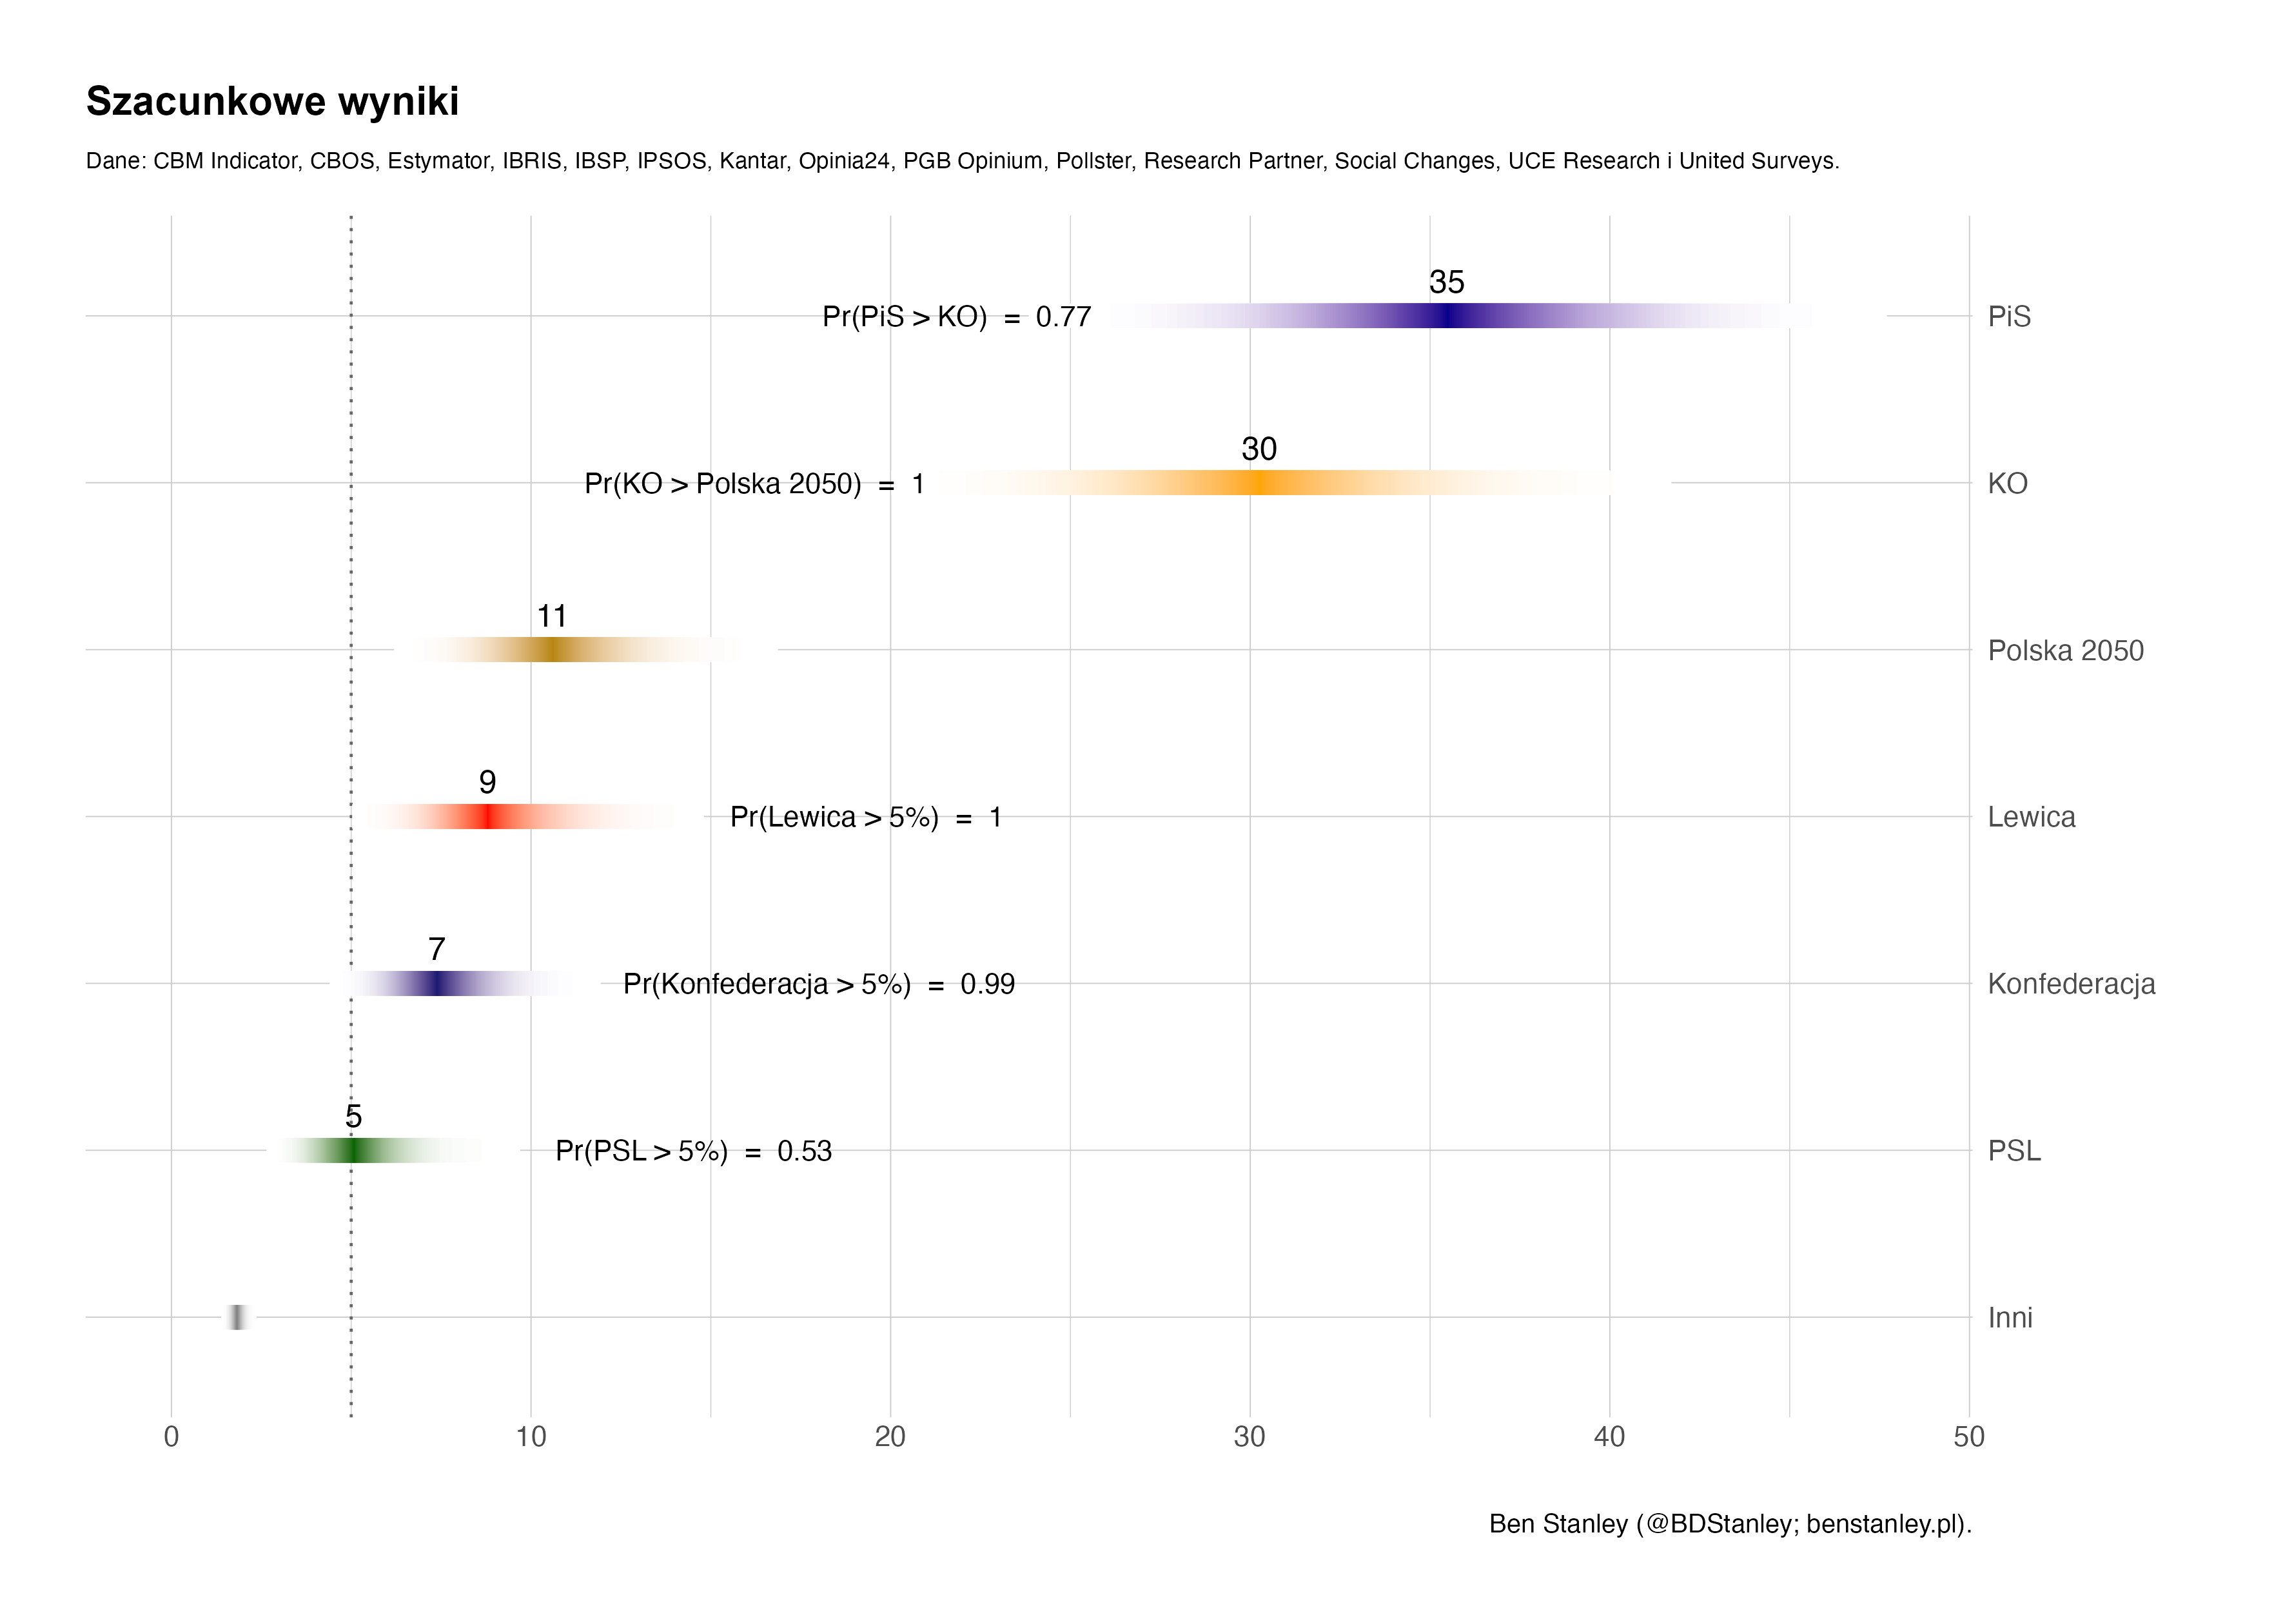 Szacunkowe wyniki
Dane: CBM Indicator, CBOS, Estymator, IBRIS, IBSP, IPSOS, Kantar, Opinia24, PGB Opinium, Pollster, Research Partner, Social Changes, UCE Research i United Surveys.
35
Pr(PiS > KO) = 0.77 PiS
30
Pr(KO > Polska 2050) = 1 KO
11
Polska 2050
9
Pr(Lewica > 5%) = 1 Lewica
7
Pr(Konfederacja > 5%) = 0.99 Konfederacja
5
Pr(PSL > 5%) = 0.53 PSL
Inni
0 10 20 30 40 50
Ben Stanley (@BDStanley; benstanley.pl).